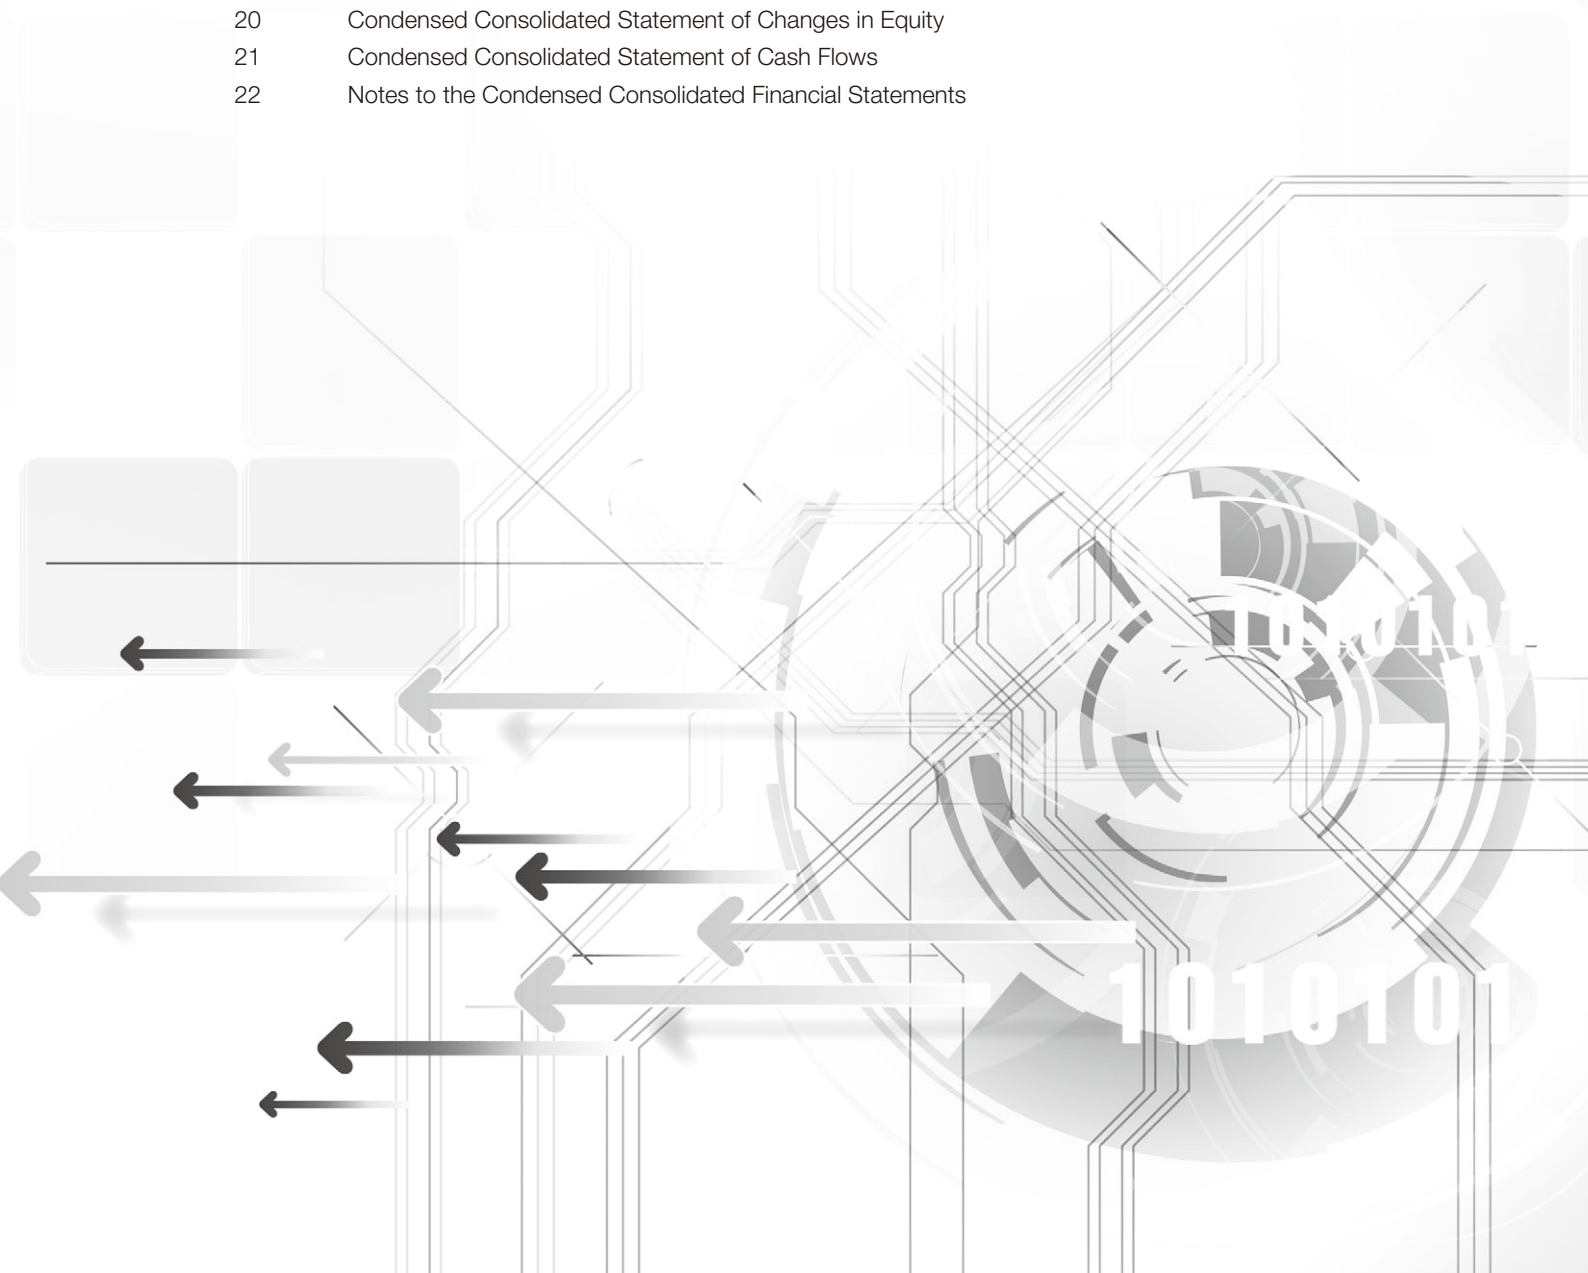 20 Condensed Consolidated Statement of Changes in Equity
21 Condensed Consolidated Statement of Cash Flows
22 Notes to the Condensed Consolidated Financial Statements
1010101
1010101